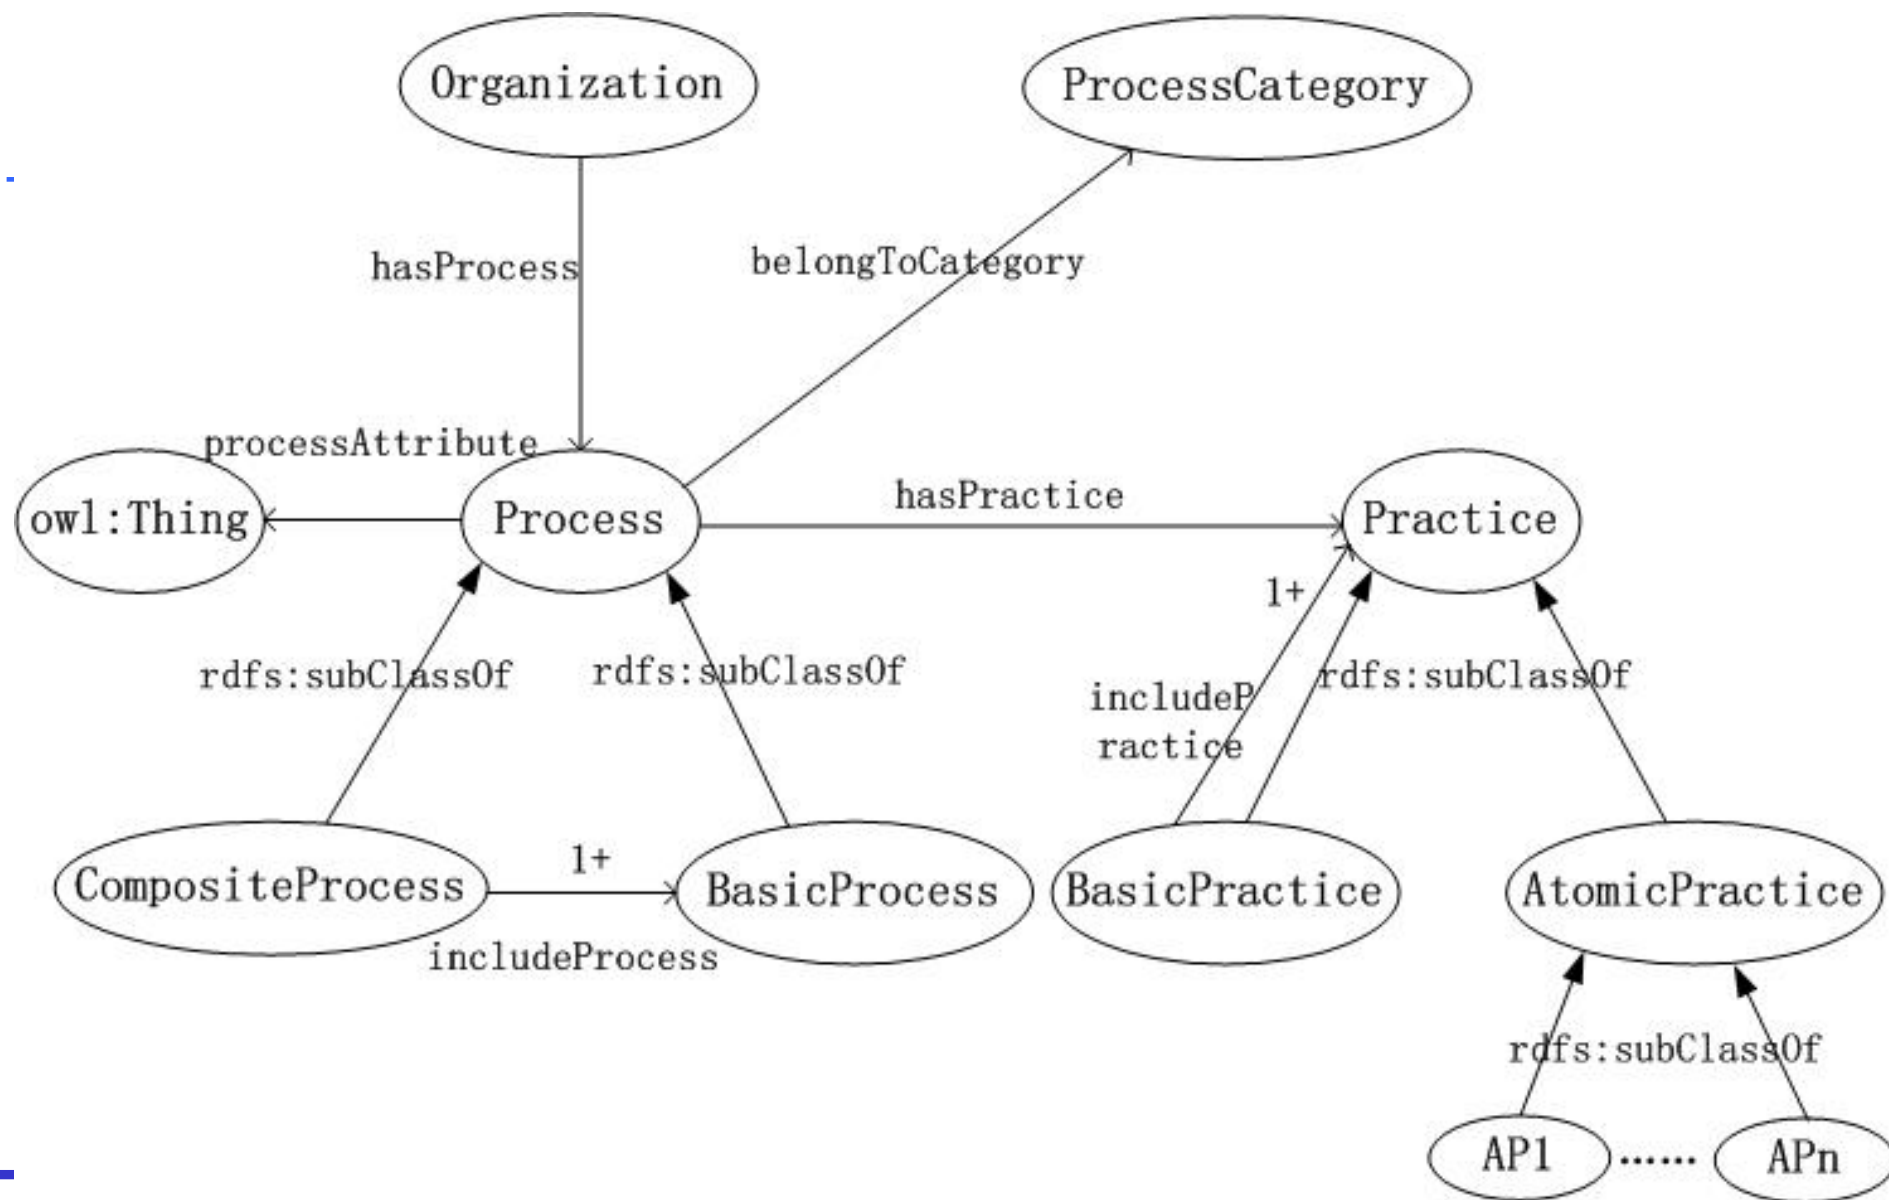 Organization
ProcessCategory
hasProcess
belongToCategory
processAttribute
owl:Thing
Process
hasPractice
Practice
1+
rdfs:subClassOf
rdfs:subClassOf
includeP
ractice
rdfs:subClassOf
CompositeProcess
1+
includeProcess
BasicProcess
BasicPractice
AtomicPractice
rdfs:subClassOf
AP1
......
APn